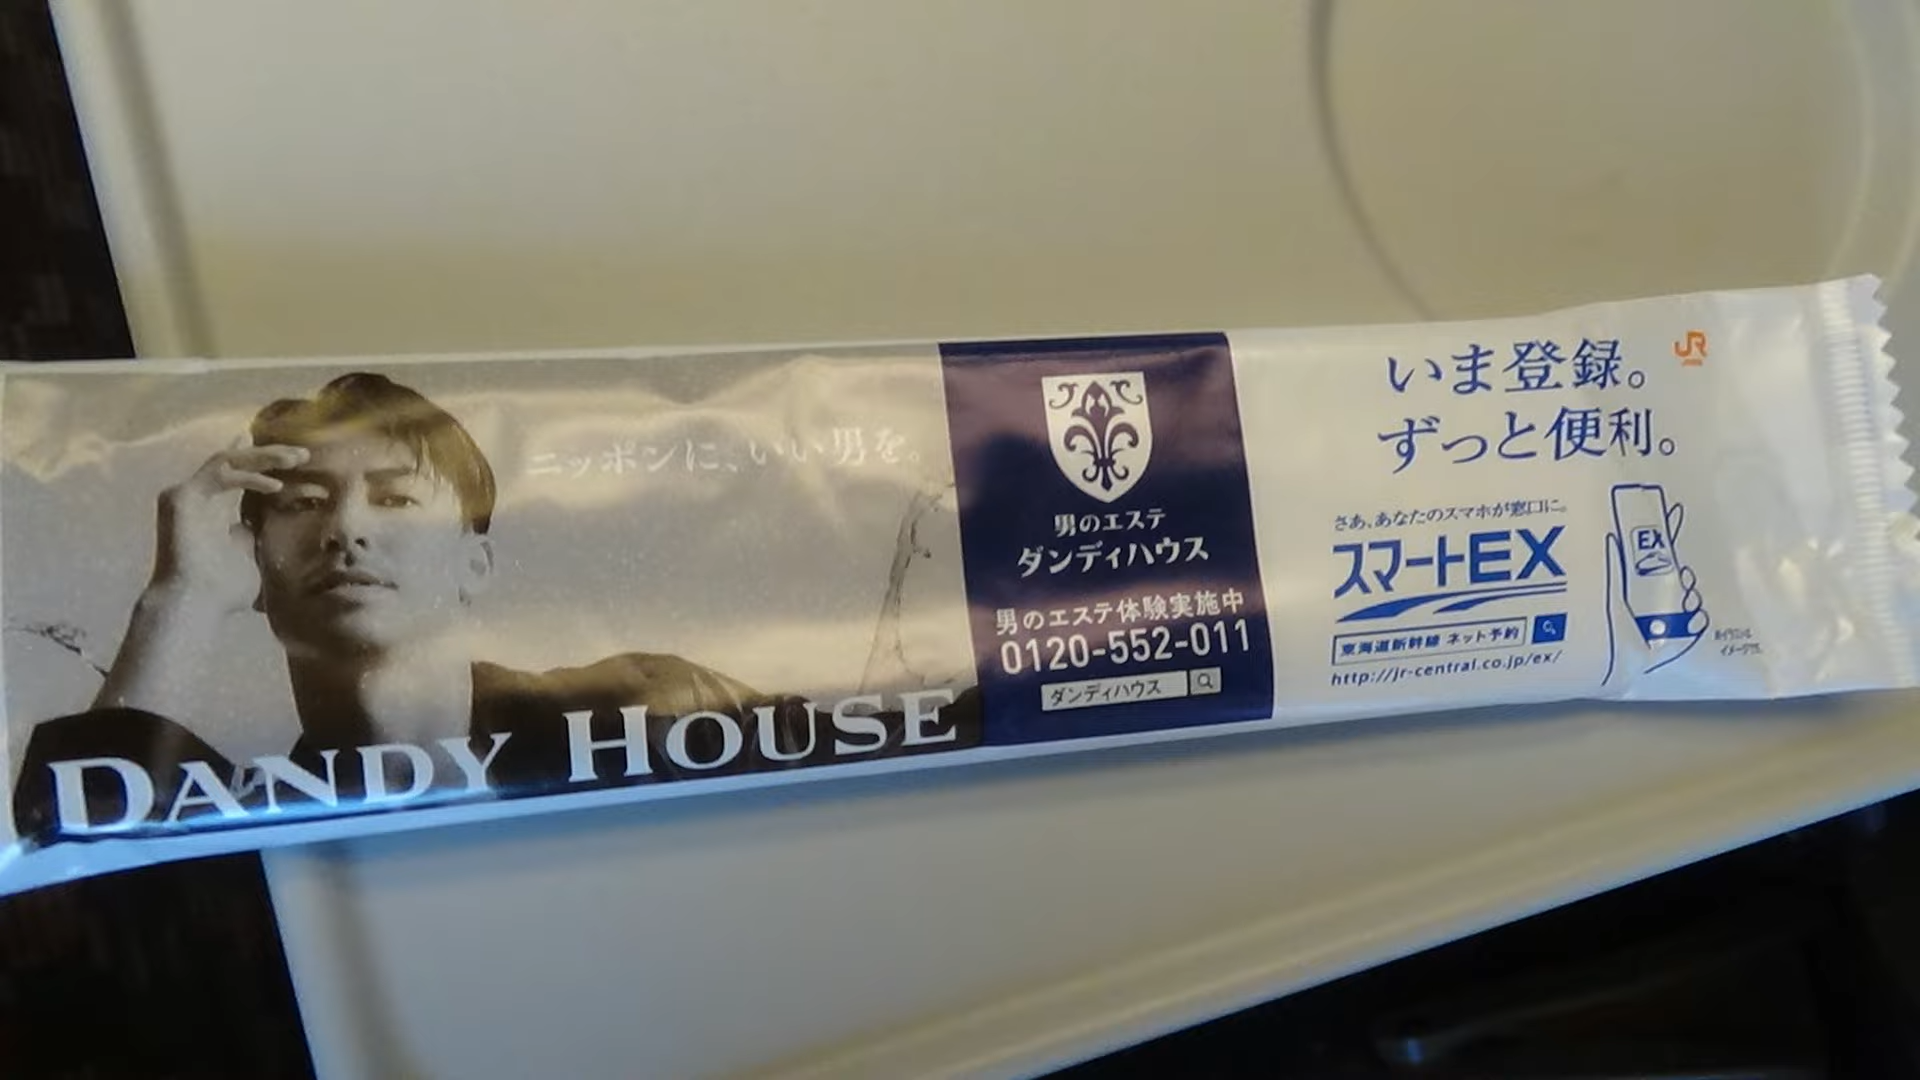 ニッポンに、いい男を。
DANDY HOUSE
男のエステ
ダンディハウス
男のエステ体験実施中
0120-552-011
ダンディハウス
JR
いま登録。
ずっと便利。
さあ、あなたのスマホが窓口に。
スマートEX
東海道新幹線 ネット予約
http://jr-central.co.jp/ex/
EX